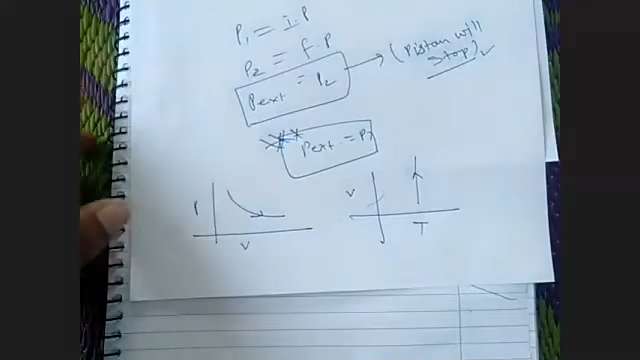 P1 = I.P
P2 = f.P
Pext = P2 → (Piston will stop) ✓
Pext = P2
P
V
V
T